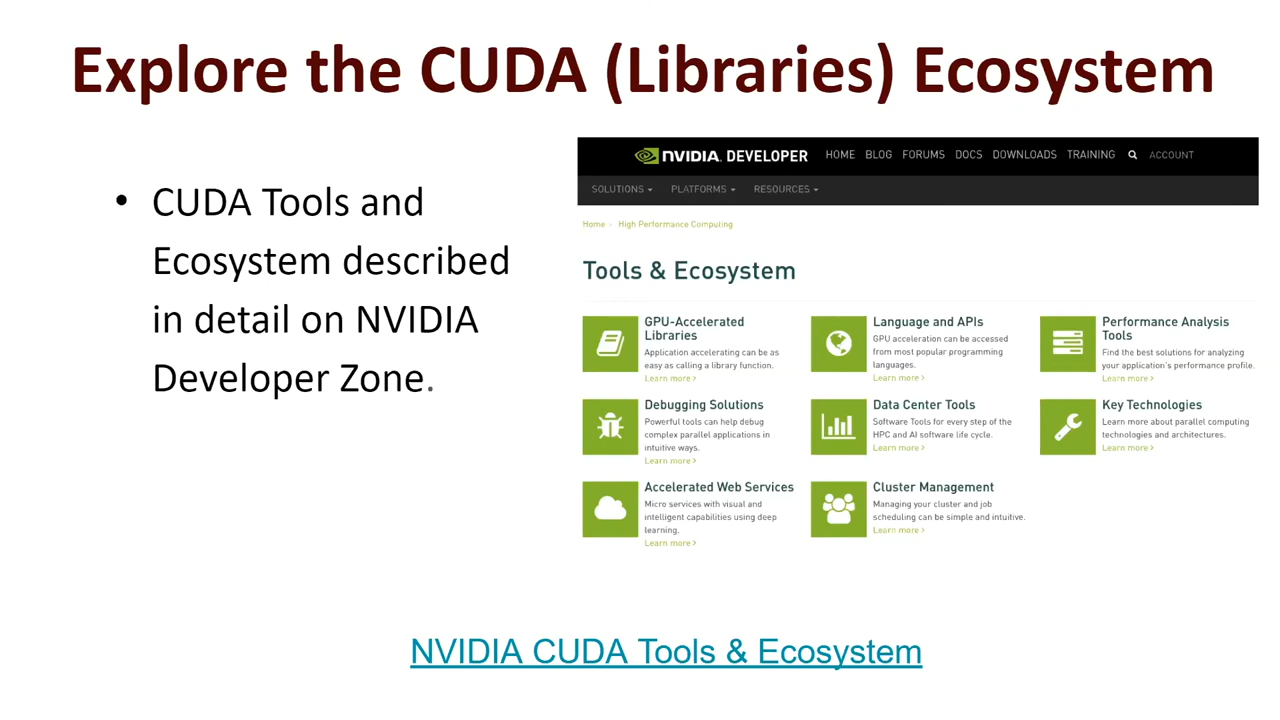 Explore the CUDA (Libraries) Ecosystem
• CUDA Tools and
Ecosystem described
in detail on NVIDIA
Developer Zone.
NVIDIA DEVELOPER HOME BLOG FORUMS DOCS DOWNLOADS TRAINING ACCOUNT
SOLUTIONS PLATFORMS RESOURCES
Home › High Performance Computing
Tools & Ecosystem
GPU-Accelerated
Libraries
Application accelerating can be as
easy as calling a library function.
Learn more >
Language and APIs
GPU acceleration can be accessed
from most popular programming
languages.
Learn more >
Performance Analysis
Tools
Find the best solutions for analyzing
your application's performance profile.
Learn more >
Debugging Solutions
Powerful tools can help debug
complex parallel applications in
intuitive ways.
Learn more >
Data Center Tools
Software Tools for every step of the
HPC and AI software life cycle.
Learn more >
Key Technologies
Learn more about parallel computing
technologies and architectures.
Learn more >
Accelerated Web Services
Micro services with visual and
intelligent capabilities using deep
learning.
Learn more >
Cluster Management
Managing your cluster and job
scheduling can be simple and intuitive.
Learn more >
NVIDIA CUDA Tools & Ecosystem